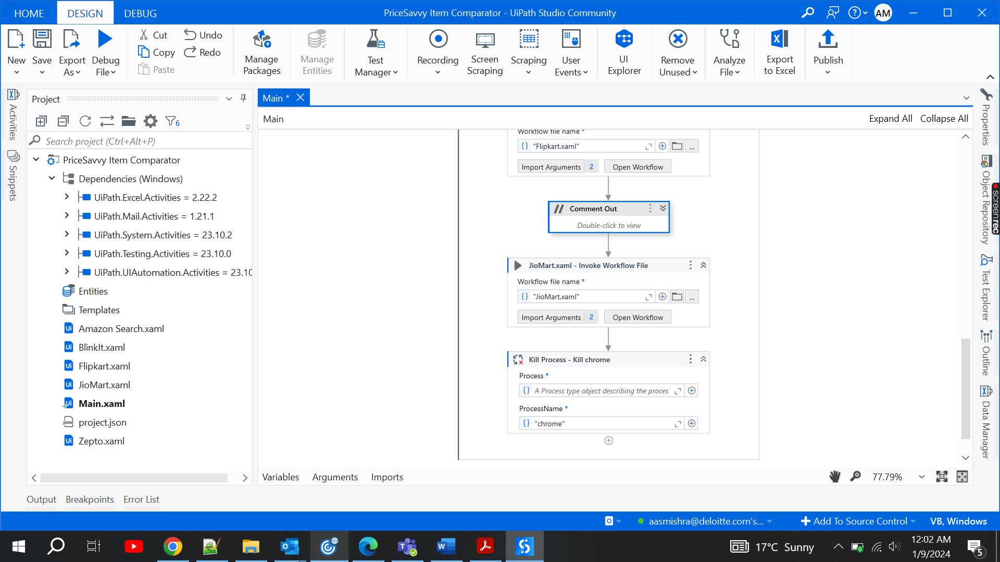 HOME
DESIGN
DEBUG
PriceSavvy Item Comparator - UiPath Studio Community
AM
New
Save
Export As
Debug File
Cut
Copy
Paste
Undo
Redo
Manage Packages
Manage Entities
Test Manager
Recording
Screen Scraping
Scraping
User Events
UI Explorer
Remove Unused
Analyze File
Export to Excel
Publish
Activities
Snippets
Project
6
Search project (Ctrl+Alt+P)
PriceSavvy Item Comparator
Dependencies (Windows)
UiPath.Excel.Activities = 2.22.2
UiPath.Mail.Activities = 1.21.1
UiPath.System.Activities = 23.10.2
UiPath.Testing.Activities = 23.10.0
UiPath.UIAutomation.Activities = 23.10
Entities
Templates
Amazon Search.xaml
BlinkIt.xaml
Flipkart.xaml
JioMart.xaml
Main.xaml
project.json
Zepto.xaml
Main *
Main
Expand All
Collapse All
Workflow file name *
"Flipkart.xaml"
...
Import Arguments 2
Open Workflow
// Comment Out
Double-click to view
JioMart.xaml - Invoke Workflow File
Workflow file name *
"JioMart.xaml"
...
Import Arguments 2
Open Workflow
Kill Process - Kill chrome
Process *
A Process type object describing the proces
ProcessName *
"chrome"
Variables
Arguments
Imports
77.79%
Properties
Object Repository
Test Explorer
Outline
Data Manager
screenrec
Output
Breakpoints
Error List
aasmishra@deloitte.com's...
Add To Source Control
VB, Windows
17°C Sunny
12:02 AM
1/9/2024
5